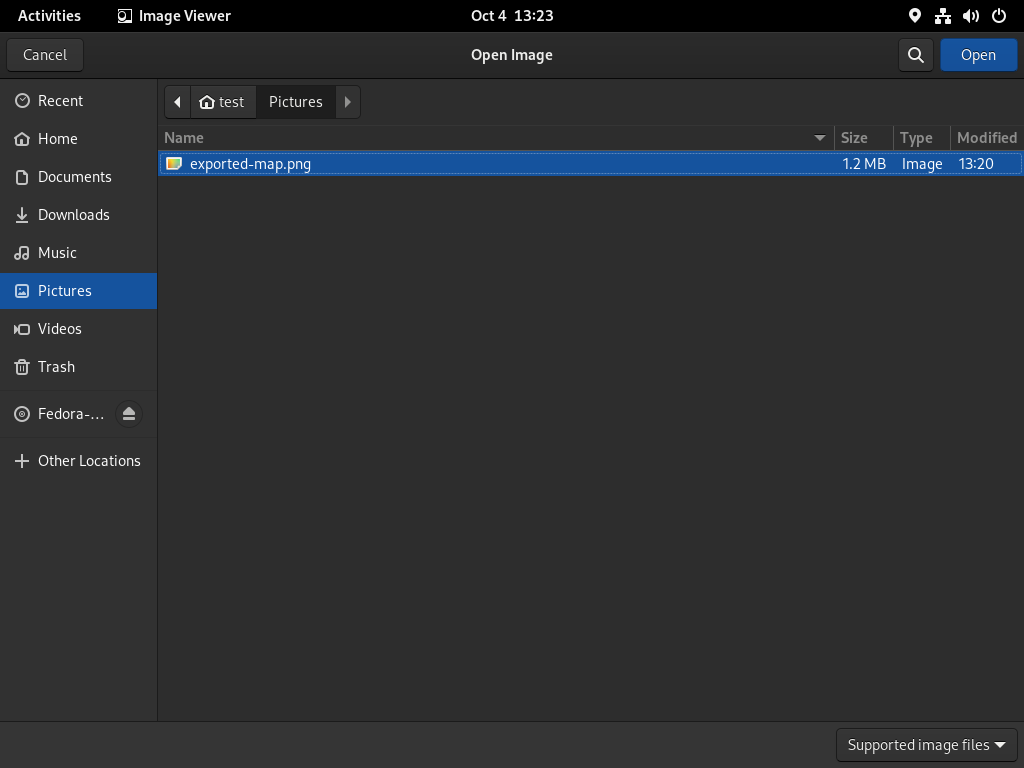 Activities Image Viewer Oct 4 13:23
Cancel Open Image Open
Recent
Home
Documents
Downloads
Music
Pictures
Videos
Trash
Fedora-…
Other Locations
test Pictures
Name Size Type Modified
exported-map.png 1.2 MB Image 13:20
Supported image files